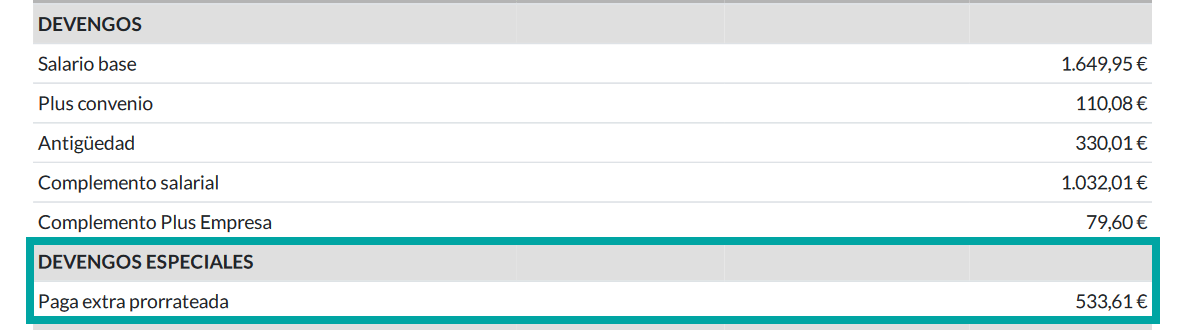 DEVENGOS
Salario base 1.649,95 €
Plus convenio 110,08 €
Antigüedad 330,01 €
Complemento salarial 1.032,01 €
Complemento Plus Empresa 79,60 €
DEVENGOS ESPECIALES
Paga extra prorrateada 533,61 €